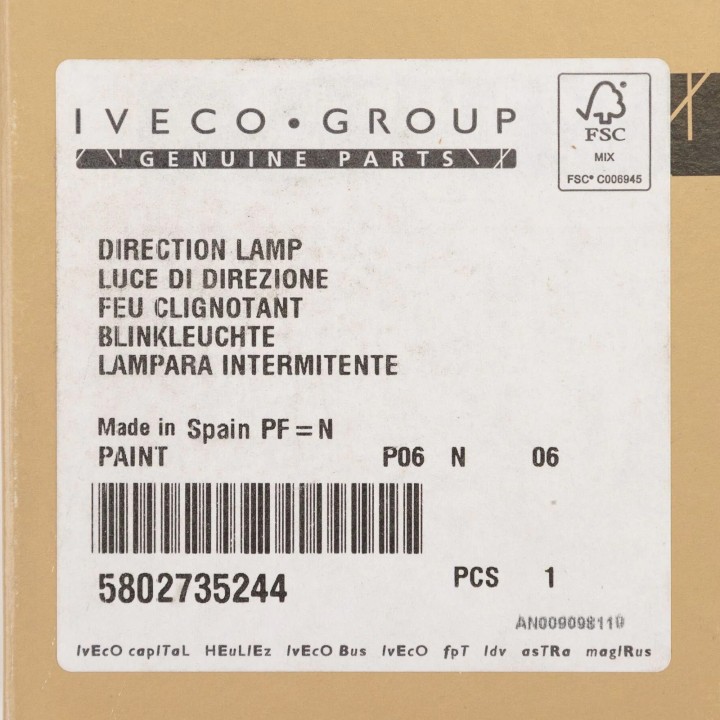 IVECO • GROUP
GENUINE PARTS
FSC
MIX
FSC® C006945
DIRECTION LAMP
LUCE DI DIREZIONE
FEU CLIGNOTANT
BLINKLEUCHTE
LAMPARA INTERMITENTE
Made in Spain PF = N
PAINT P06 N 06
5802735244 PCS 1
AN009098110
IvEcO capITaL HEuLIEz IvEcO Bus IvEcO fpT Idv asTRa magIRus